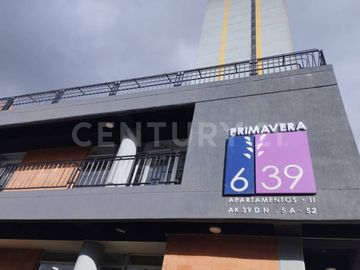 CENTURY 21
PRIMAVERA
6 39
APARTAMENTOS + II
AK 39 D N . 5 A - 52